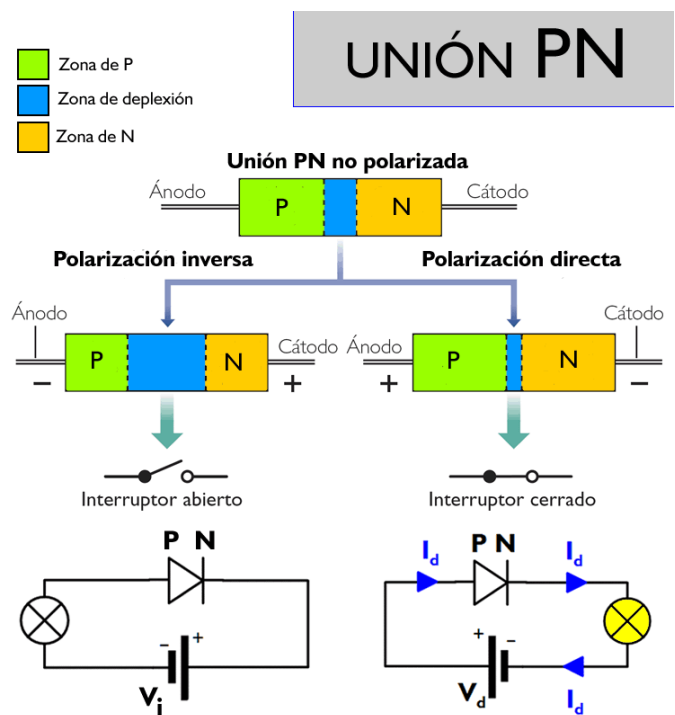 UNIÓN PN
Zona de P
Zona de deplexión
Zona de N
Unión PN no polarizada
Ánodo
P
N
Cátodo
Polarización inversa
Polarización directa
Ánodo
P
N
Cátodo
−
+
Ánodo
P
N
Cátodo
+
−
Interruptor abierto
Interruptor cerrado
P N
− +
Vi
Id
P N
Id
+ −
Vd
Id